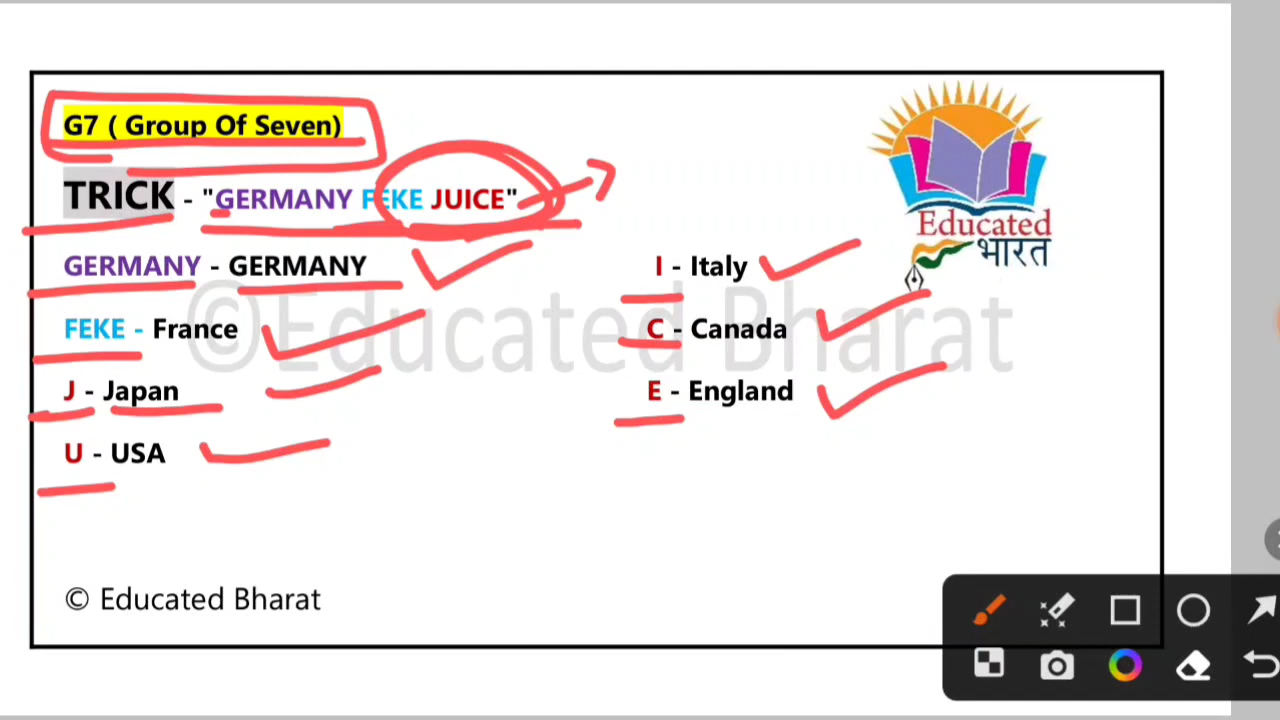 G7 ( Group Of Seven)
TRICK - "GERMANY FEKE JUICE"
GERMANY - GERMANY
FEKE - France
J - Japan
U - USA
I - Italy
C - Canada
E - England
Educated
भारत
©Educated Bharat
© Educated Bharat